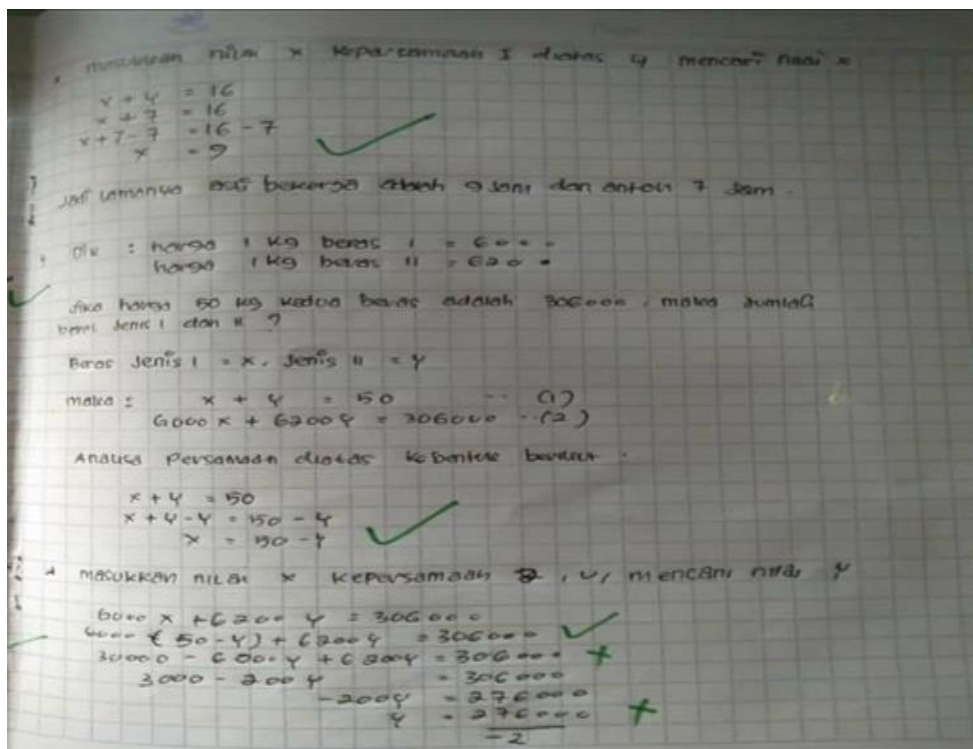 masukkan nilai x kepersamaan I diatas u/ mencari nilai x
x + y = 16
x + 7 = 16
x + 7 - 7 = 16 - 7
x = 9
Jadi lamanya bekerja 9 Jam dan anton 7 Jam.
Dik : harga 1 kg beras I = 6000
harga 1 kg beras II = 6200
Jika harga 50 kg kedua beras adalah 306000, maka Jumlah
beras Jenis I dan II ?
Beras Jenis I = x, Jenis II = y
maka : x + y = 50 ... (1)
6000 x + 6200 y = 306000 ... (2)
Analisa Persamaan diatas kebentuk berikut.
x + y = 50
x + y - y = 50 - y
x = 50 - y
masukkan nilai x kepersamaan 2, u/ mencari nilai y
6000 x + 6200 y = 306000
6000 (50 - y) + 6200 y = 306000
30000 - 6000 y + 6200 y = 306000
3000 - 200 y = 306000
-200 y = 276000
y = 276000
-2